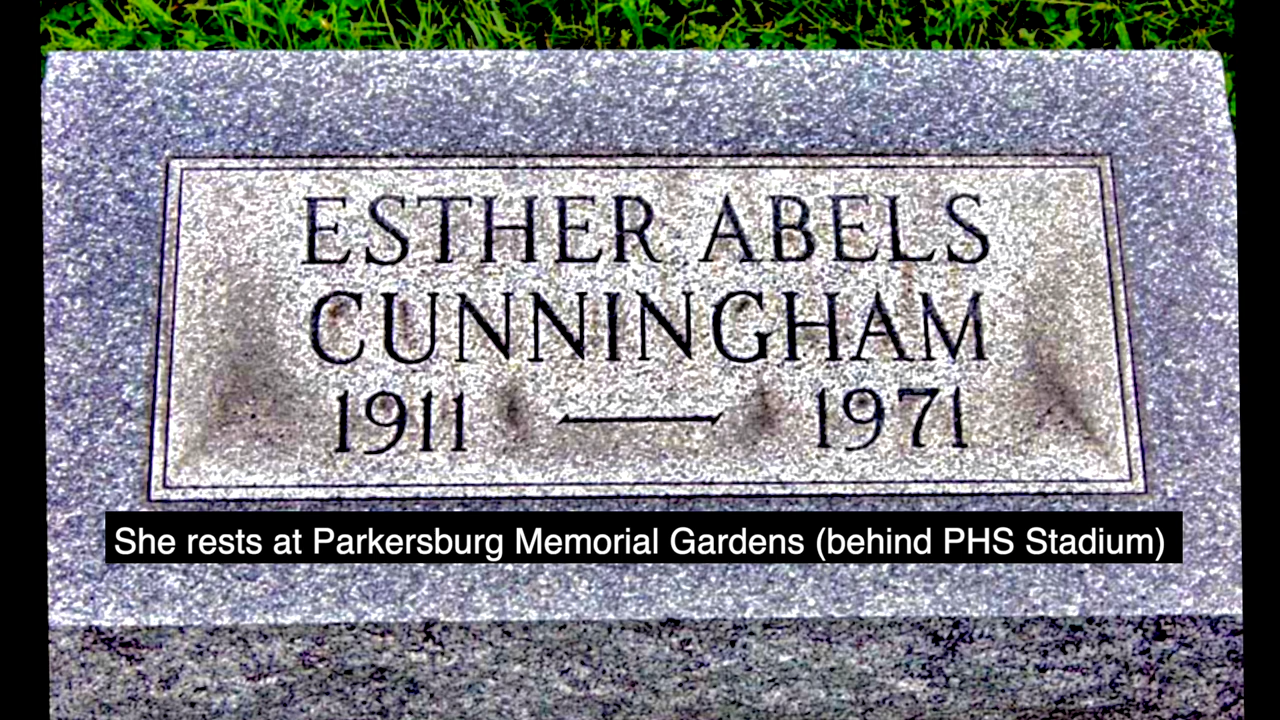 ESTHER ABELS
CUNNINGHAM
1911 — 1971
She rests at Parkersburg Memorial Gardens (behind PHS Stadium)